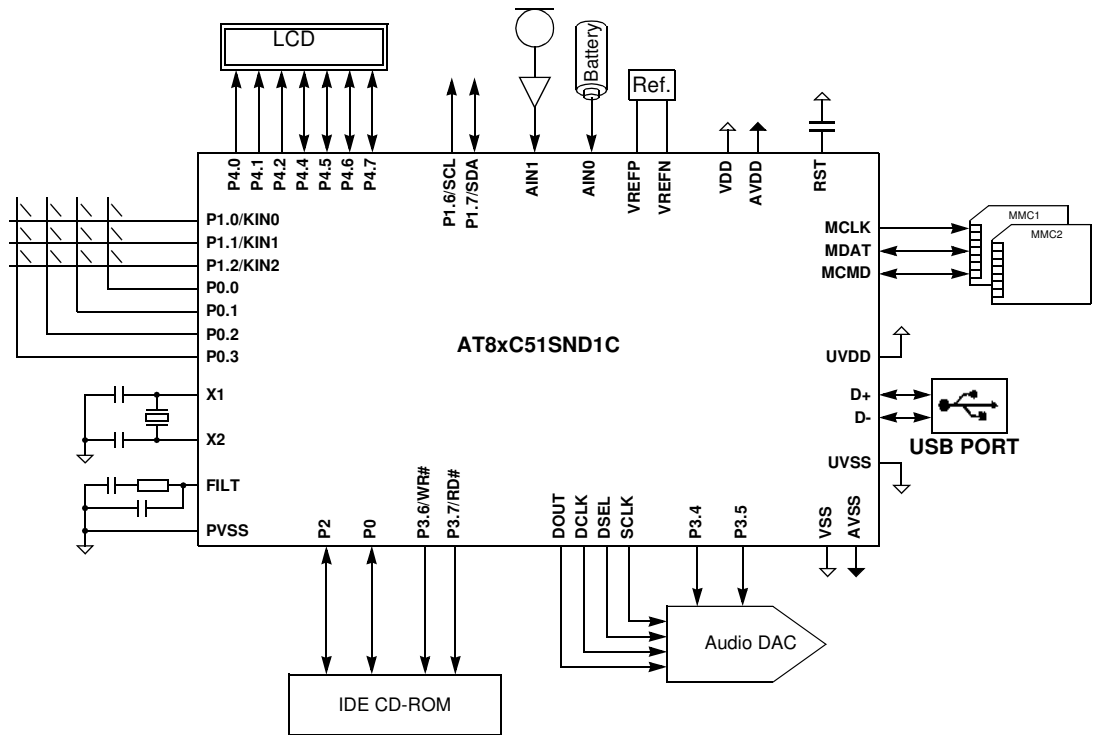 LCD
Battery
Ref.
P4.0
P4.1
P4.2
P4.4
P4.5
P4.6
P4.7
P1.6/SCL
P1.7/SDA
AIN1
AIN0
VREFP
VREFN
VDD
AVDD
RST
P1.0/KIN0
P1.1/KIN1
P1.2/KIN2
P0.0
P0.1
P0.2
P0.3
X1
X2
FILT
PVSS
AT8xC51SND1C
MCLK
MDAT
MCMD
MMC1
MMC2
UVDD
D+
D-
USB PORT
UVSS
P2
P0
P3.6/WR#
P3.7/RD#
DOUT
DCLK
DSEL
SCLK
P3.4
P3.5
VSS
AVSS
IDE CD-ROM
Audio DAC